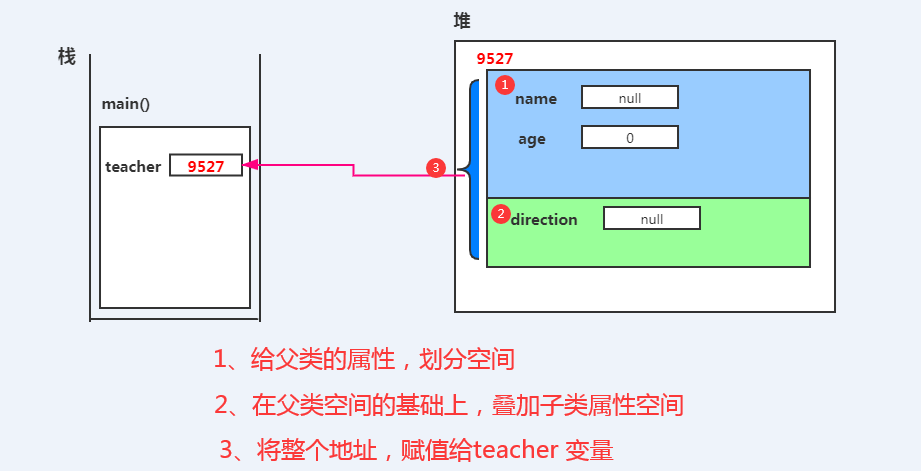 堆
栈
9527
main()
1
name
null
age
0
teacher
9527
3
2
direction
null
1、给父类的属性，划分空间
2、在父类空间的基础上，叠加子类属性空间
3、将整个地址，赋值给teacher 变量